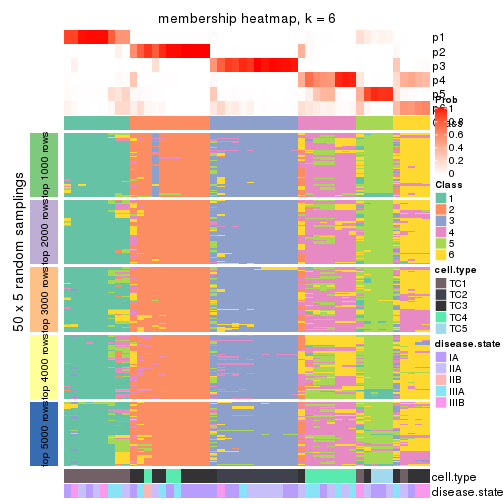 membership heatmap, k = 6
p1
p2
p3
p4
p5
p6
Prob
1
0.8
0.6
0.4
0.2
0
Class
Class
1
2
3
4
5
6
cell.type
TC1
TC2
TC3
TC4
TC5
disease.state
IA
IIA
IIB
IIIA
IIIB
50 x 5 random samplings
top 1000 rows
top 2000 rows
top 3000 rows
top 4000 rows
top 5000 rows
cell.type
disease.state